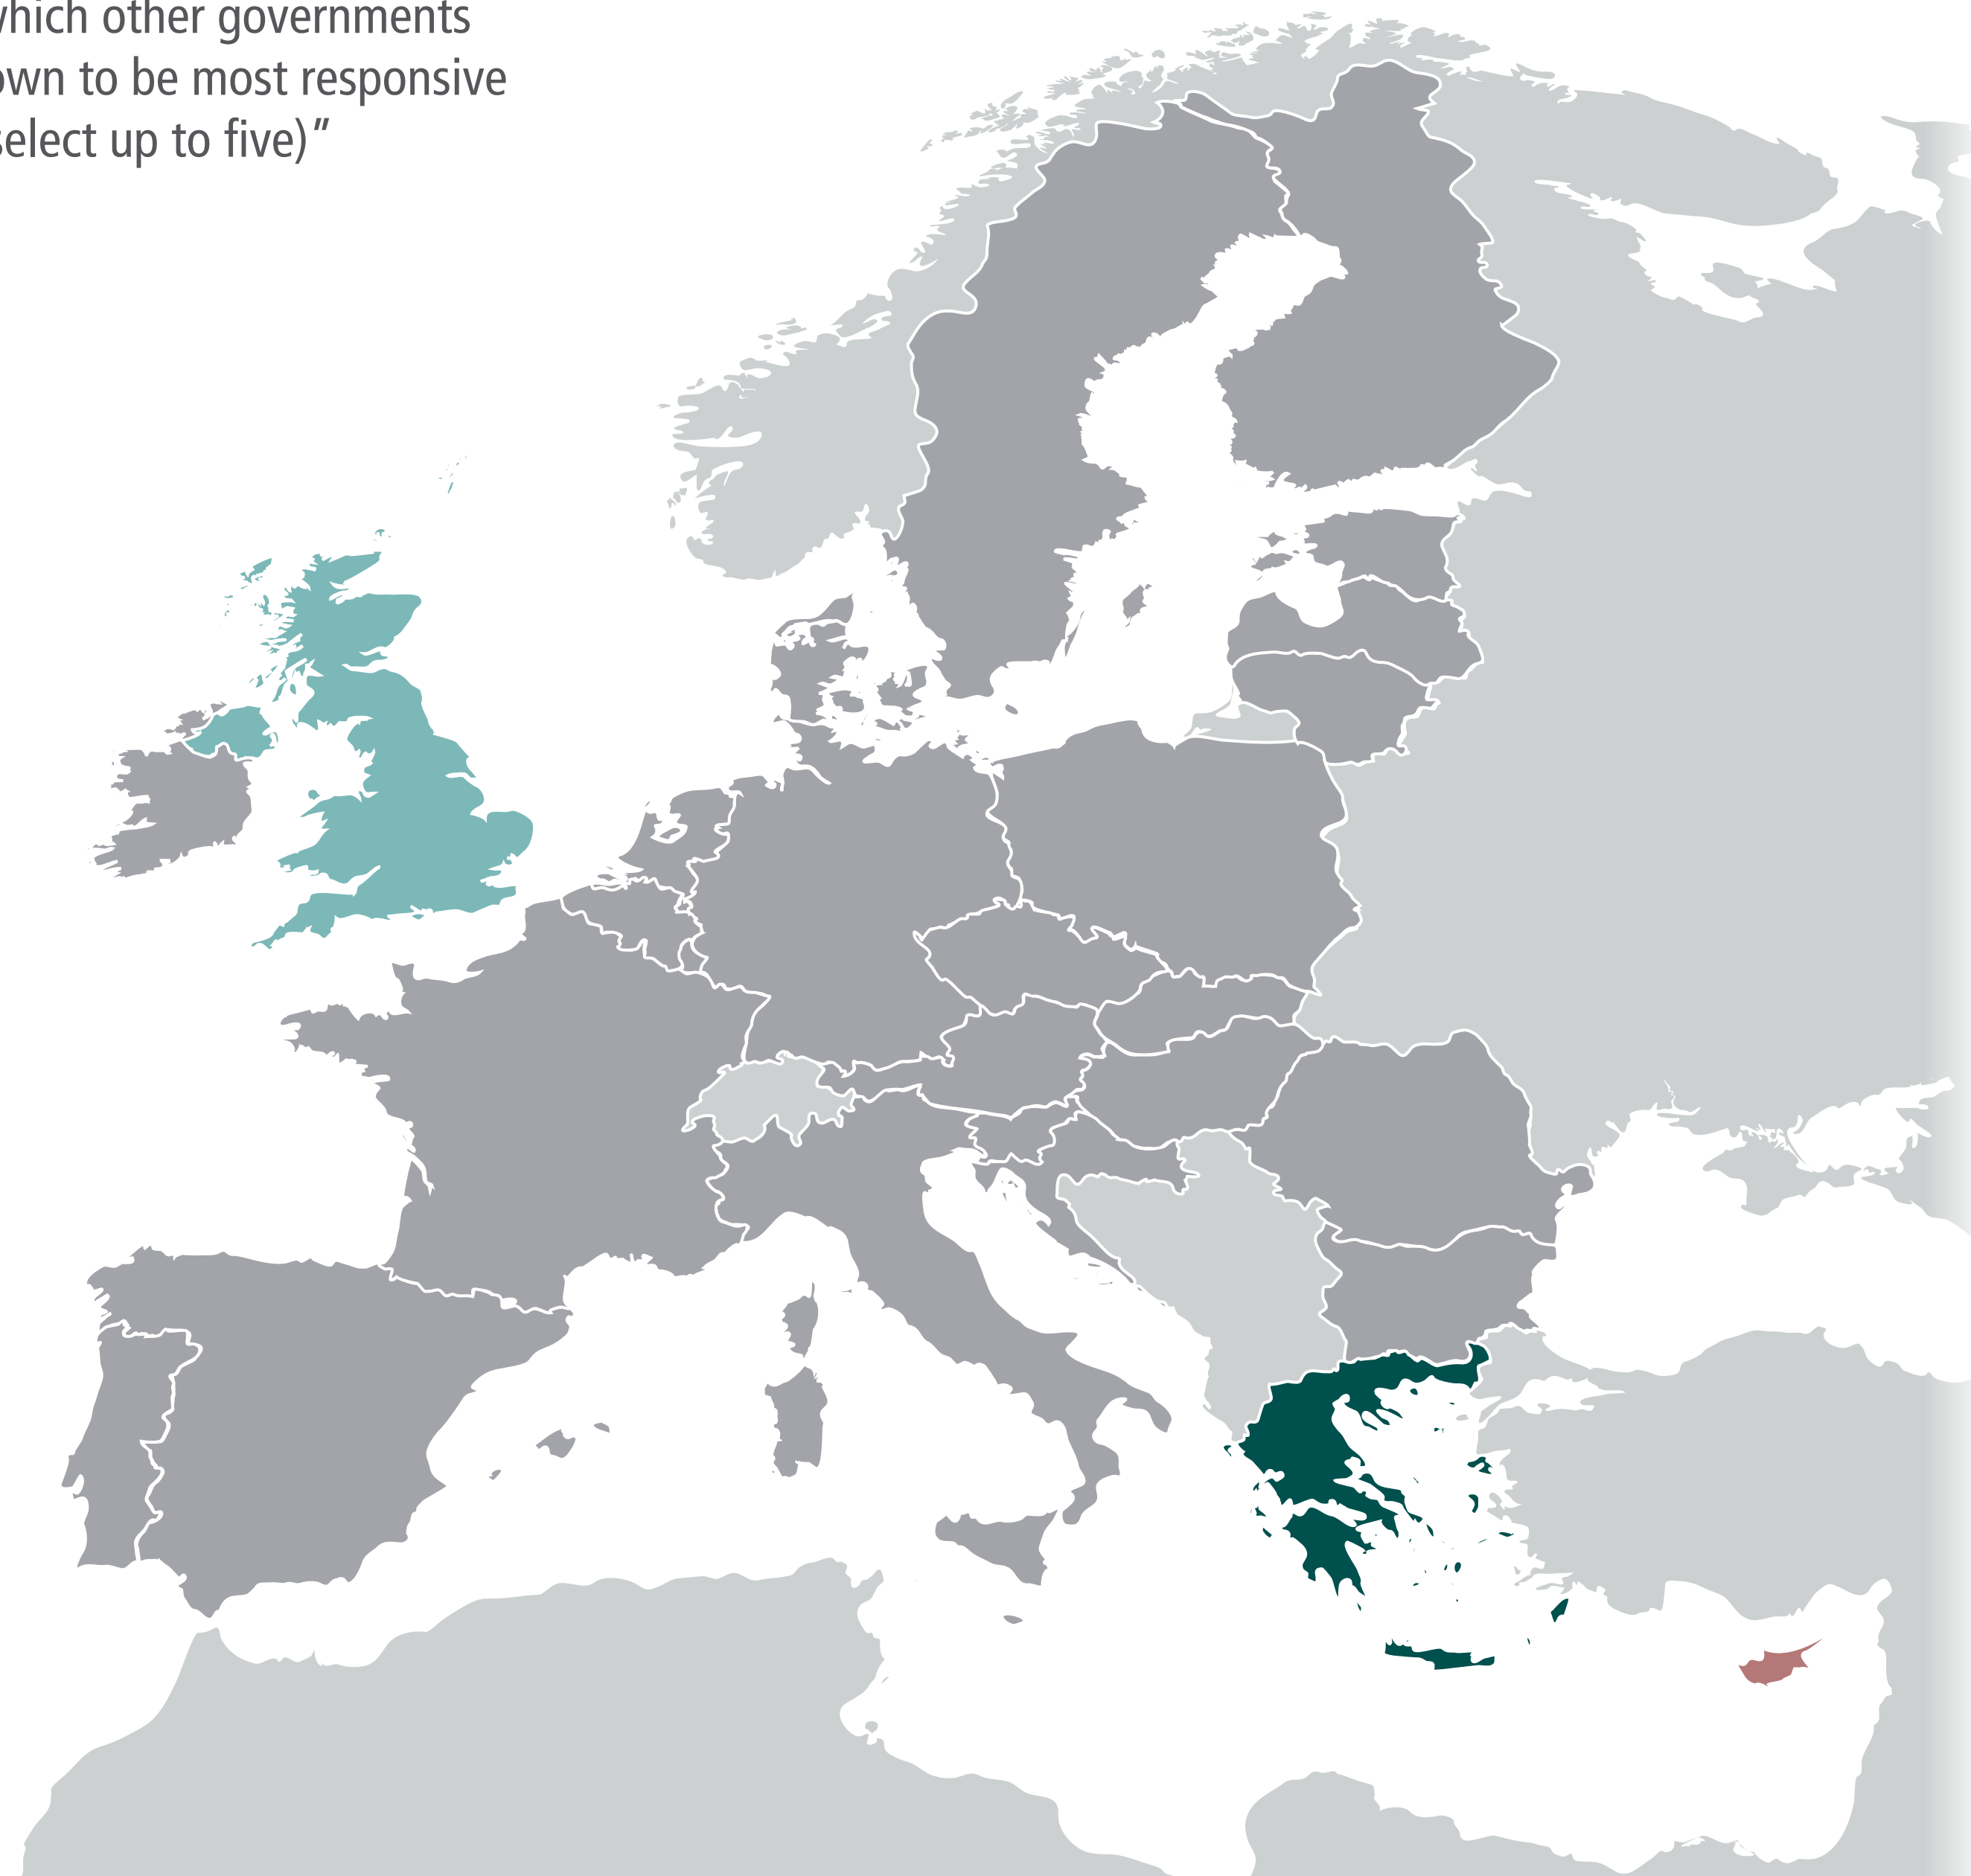 which other governments
own to be most responsive
select up to five)”